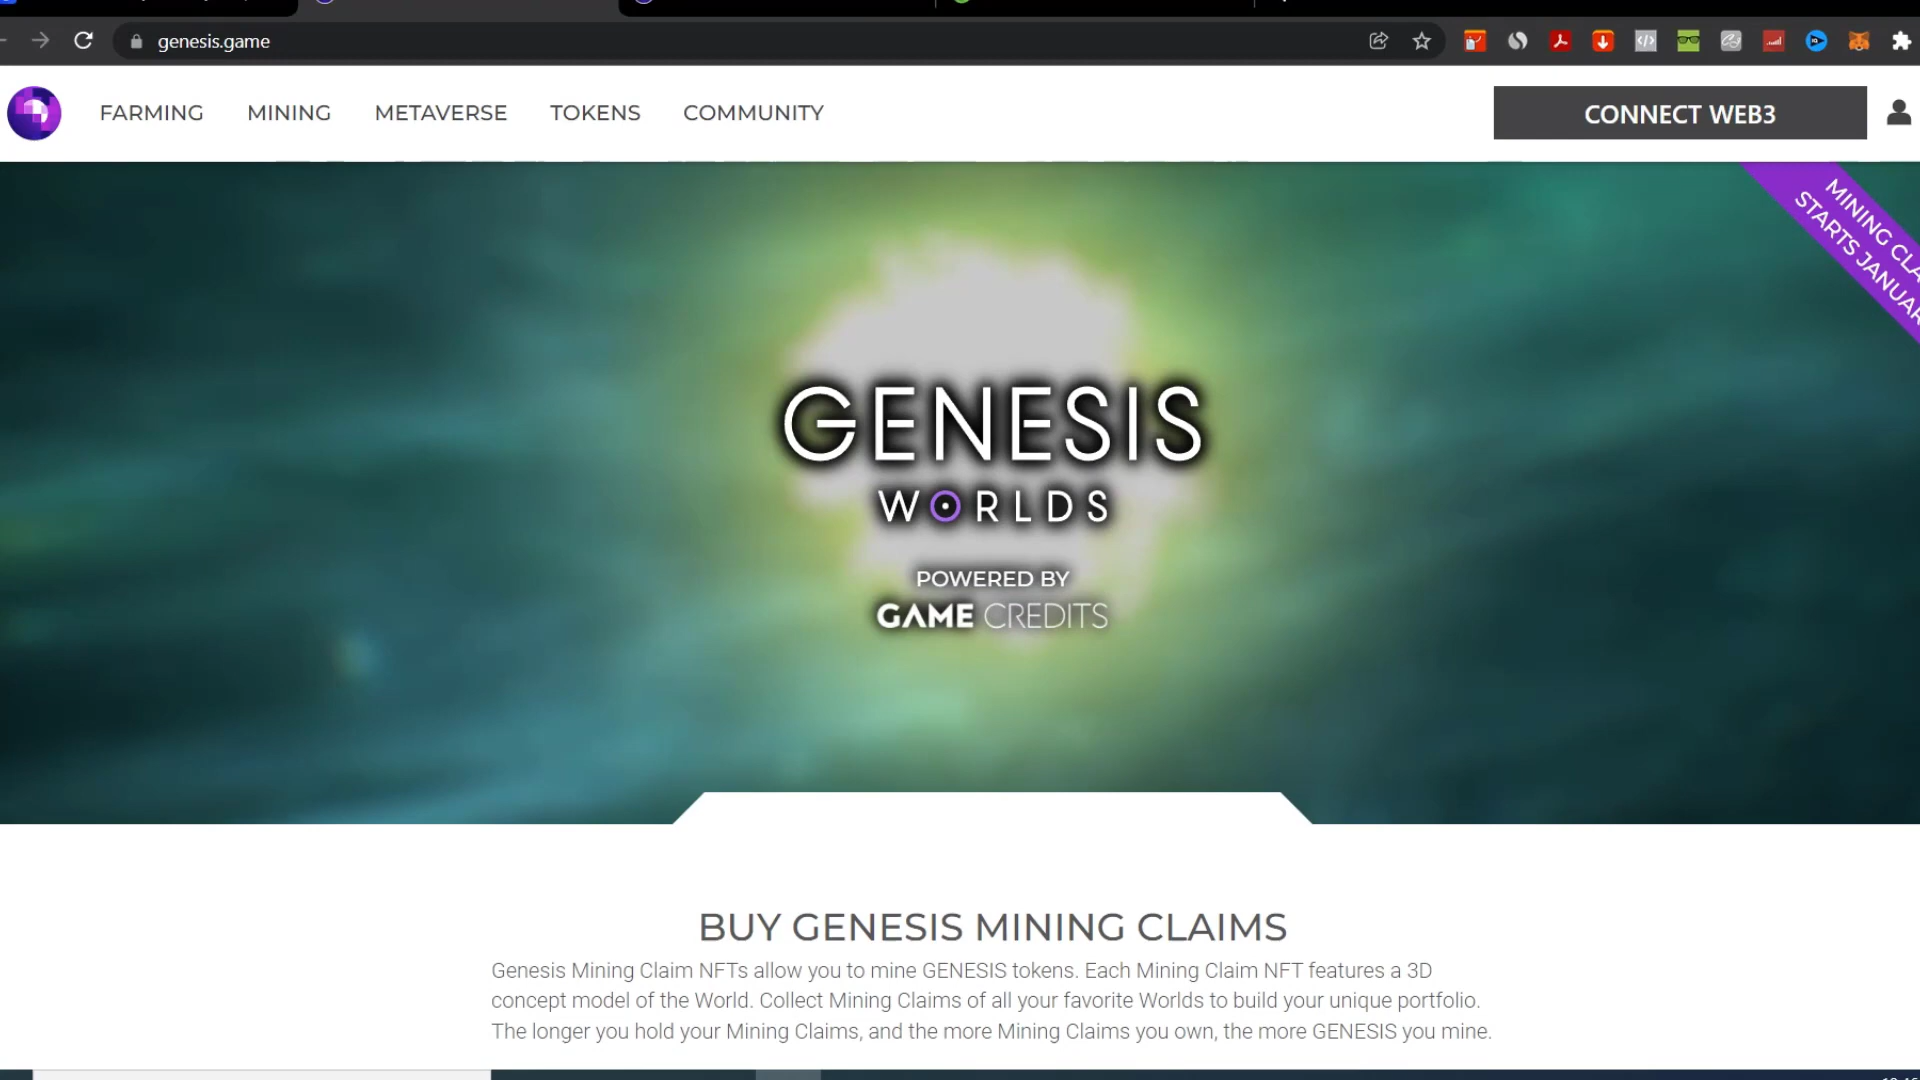 genesis.game
FARMING MINING METAVERSE TOKENS COMMUNITY
CONNECT WEB3
MINING
STARTS
GENESIS
WORLDS
POWERED BY
GAME CREDITS
BUY GENESIS MINING CLAIMS
Genesis Mining Claim NFTs allow you to mine GENESIS tokens. Each Mining Claim NFT features a 3D
concept model of the World. Collect Mining Claims of all your favorite Worlds to build your unique portfolio.
The longer you hold your Mining Claims, and the more Mining Claims you own, the more GENESIS you mine.